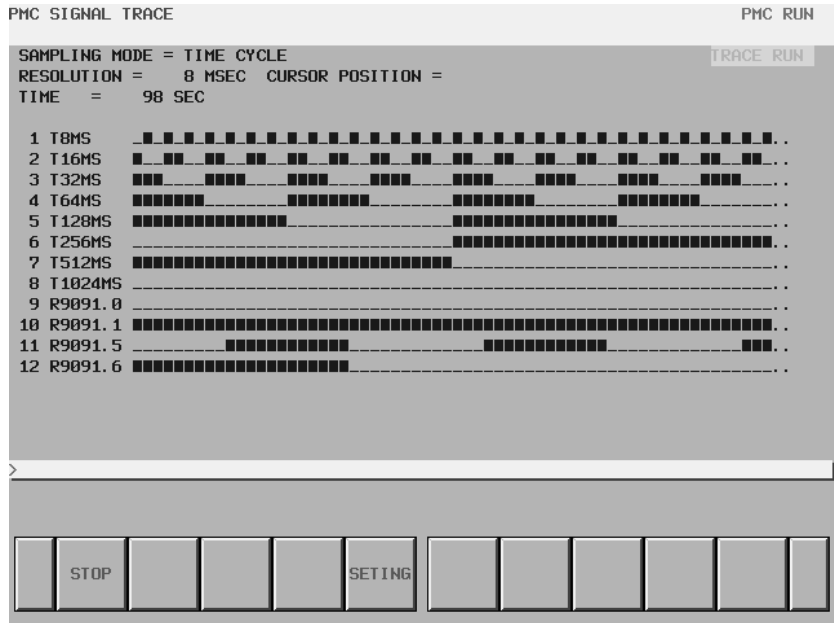 PMC SIGNAL TRACE PMC RUN
SAMPLING MODE = TIME CYCLE TRACE RUN
RESOLUTION = 8 MSEC CURSOR POSITION =
TIME = 98 SEC
1 T8MS
2 T16MS
3 T32MS
4 T64MS
5 T128MS
6 T256MS
7 T512MS
8 T1024MS
9 R9091.0
10 R9091.1
11 R9091.5
12 R9091.6
>
STOP SETING